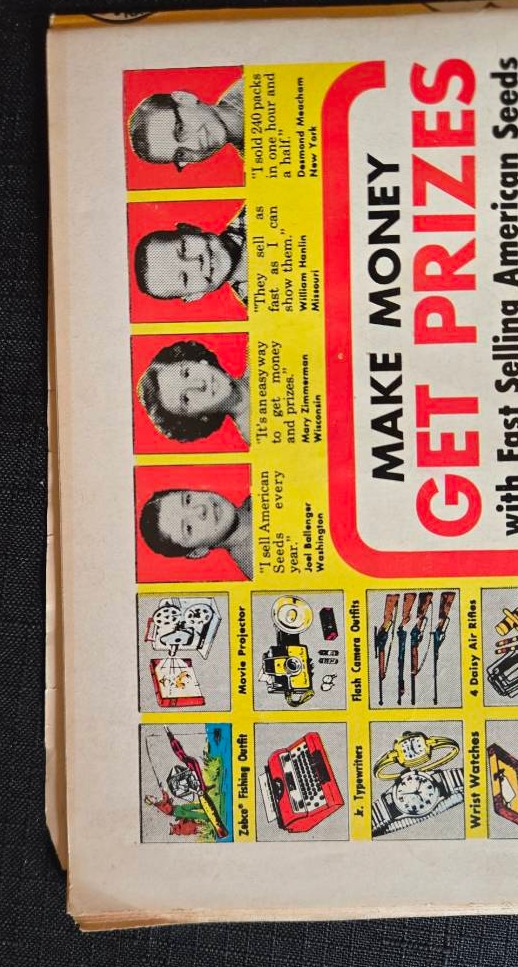 Zebco® Fishing Outfit
Movie Projector
Jr. Typewriters
Flash Camera Outfits
Wrist Watches
4 Daisy Air Rifles
"I sell American
Seeds every
year."
Joel Ballenger
Washington
"It's an easy way
to get money
and prizes."
Mary Zimmerman
Wisconsin
"They sell as
fast as I can
show them."
William Hanlin
Missouri
"I sold 240 packs
in one hour and
a half."
Desmond Meacham
New York
MAKE MONEY
GET PRIZES
with Fast Selling American Seeds